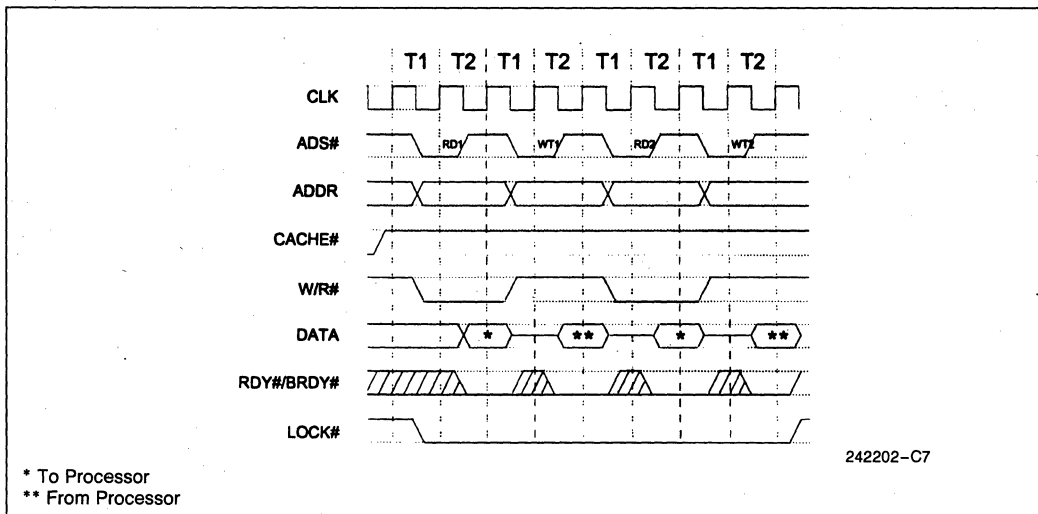 T1 T2 T1 T2 T1 T2 T1 T2
CLK
ADS# RD1 WT1 RD2 WT2
ADDR
CACHE#
W/R#
DATA * ** * **
RDY#/BRDY#
LOCK#
242202-C7
* To Processor
** From Processor